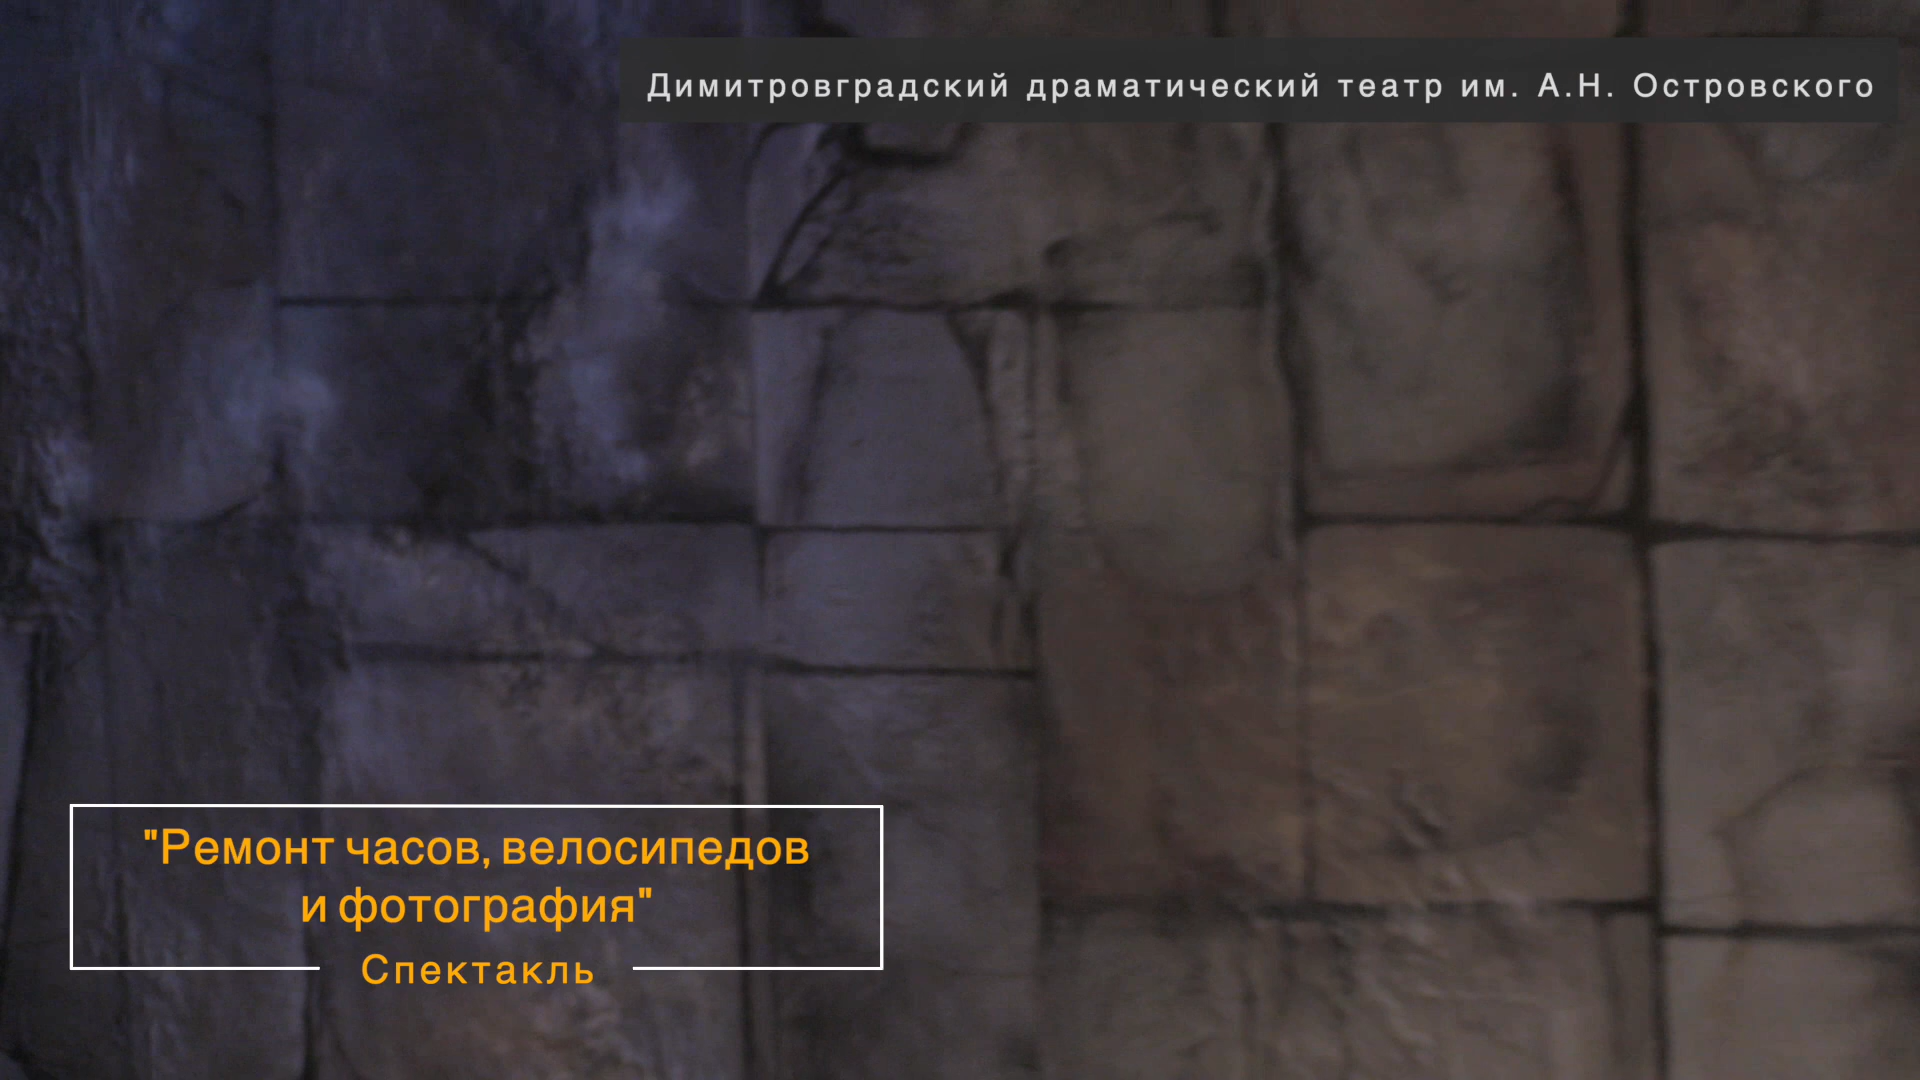 Димитровградский драматический театр им. А.Н. Островского
"Ремонт часов, велосипедов
и фотография"
Спектакль